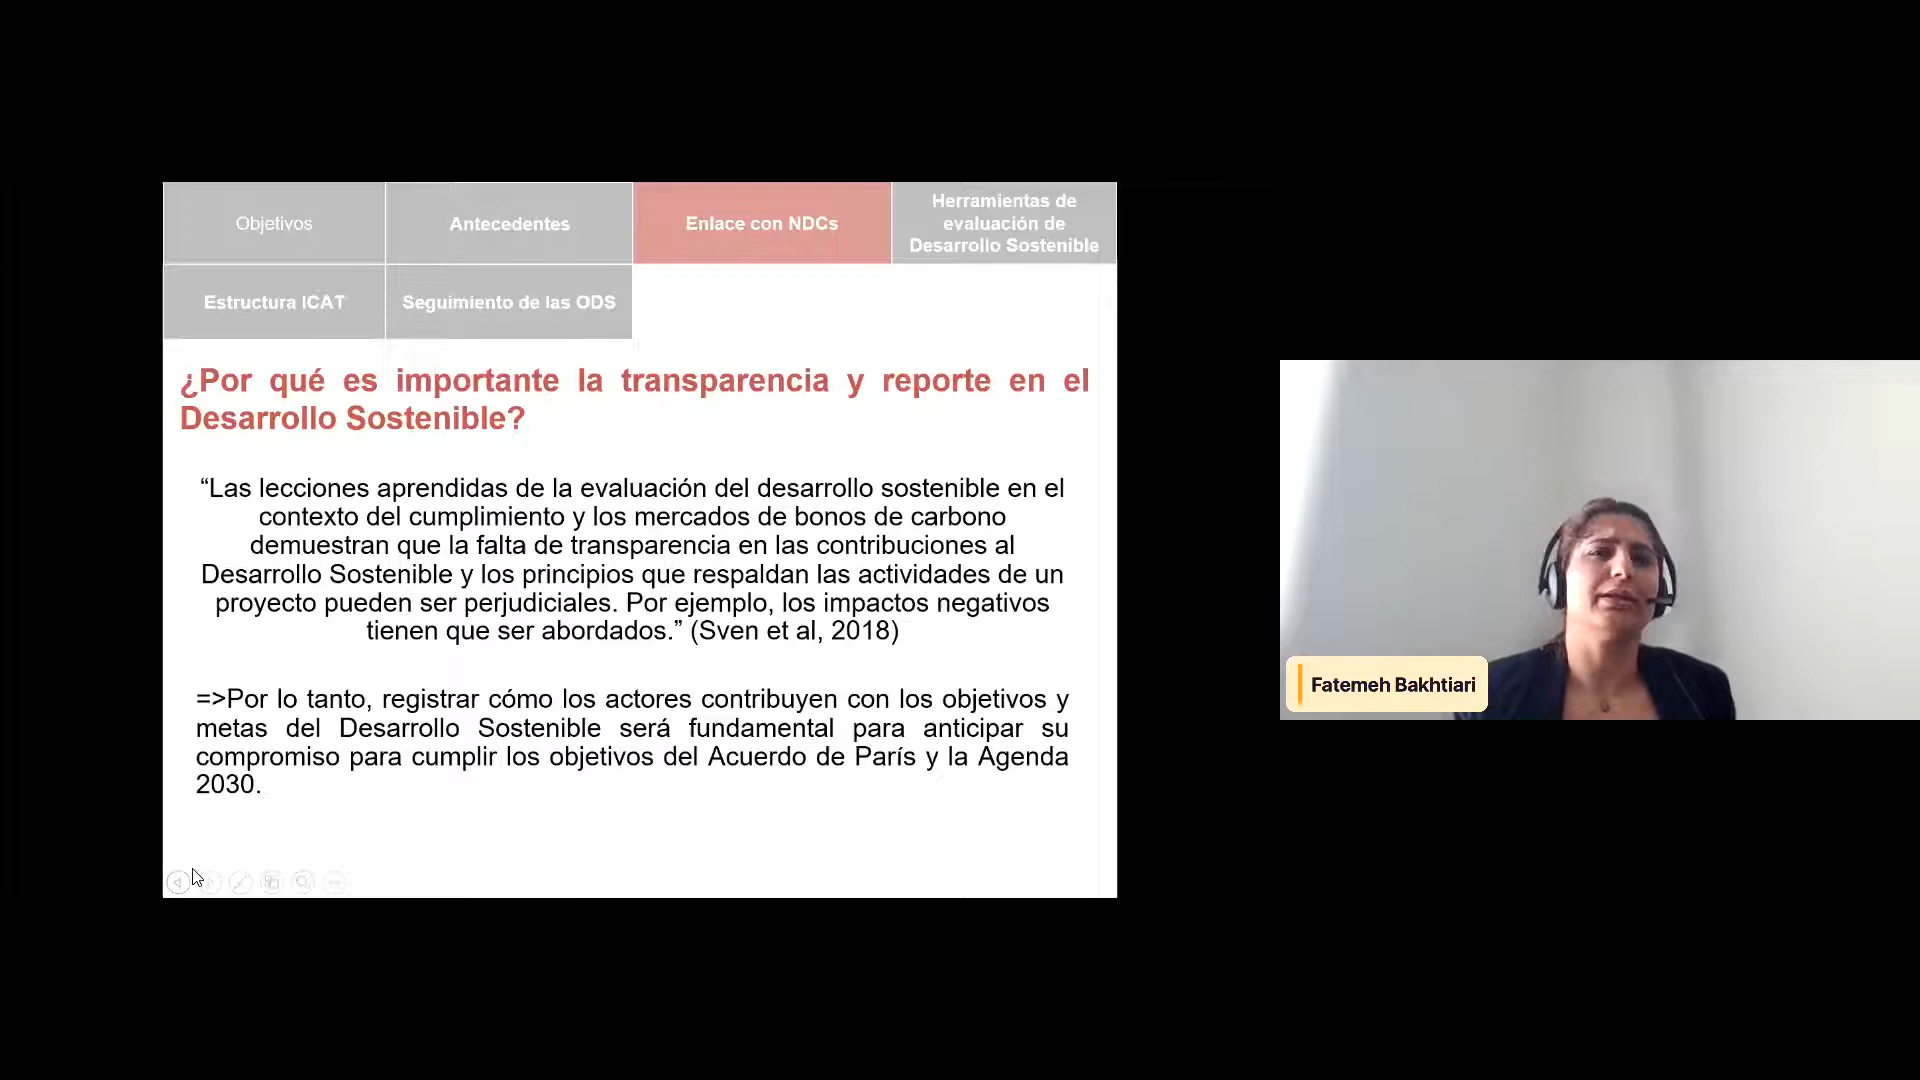 Objetivos
Antecedentes
Enlace con NDCs
Herramientas de
evaluación de
Desarrollo Sostenible
Estructura ICAT
Seguimiento de las ODS
¿Por qué es importante la transparencia y reporte en el
Desarrollo Sostenible?
“Las lecciones aprendidas de la evaluación del desarrollo sostenible en el
contexto del cumplimiento y los mercados de bonos de carbono
demuestran que la falta de transparencia en las contribuciones al
Desarrollo Sostenible y los principios que respaldan las actividades de un
proyecto pueden ser perjudiciales. Por ejemplo, los impactos negativos
tienen que ser abordados.” (Sven et al, 2018)
=>Por lo tanto, registrar cómo los actores contribuyen con los objetivos y
metas del Desarrollo Sostenible será fundamental para anticipar su
compromiso para cumplir los objetivos del Acuerdo de París y la Agenda
2030.
Fatemeh Bakhtiari